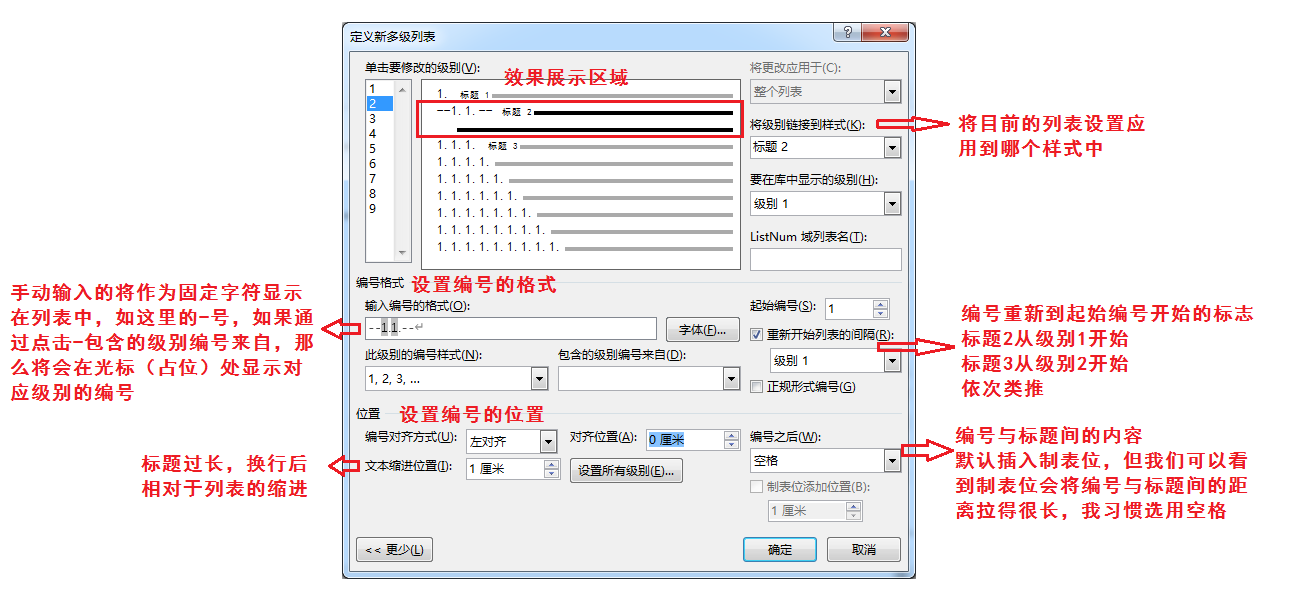 定义新多级列表
单击要修改的级别(V):
效果展示区域
将更改应用于(C):
整个列表
1
2
3
4
5
6
7
8
9
1. 标题 1
--1.1.-- 标题 2
1.1.1. 标题 3
1.1.1.1.
1.1.1.1.1.
1.1.1.1.1.1.
1.1.1.1.1.1.1.
1.1.1.1.1.1.1.1.
1.1.1.1.1.1.1.1.1.
将级别链接到样式(K):
标题 2
将目前的列表设置应
用到哪个样式中
要在库中显示的级别(H):
级别 1
ListNum 域列表名(T):
编号格式
设置编号的格式
输入编号的格式(O):
--1.1.--
字体(F)...
起始编号(S):
1
重新开始列表的间隔(R):
级别 1
正规形式编号(G)
此级别的编号样式(N):
1, 2, 3, ...
包含的级别编号来自(D):
手动输入的将作为固定字符显示
在列表中，如这里的-号，如果通
过点击-包含的级别编号来自，那
么将会在光标（占位）处显示对
应级别的编号
编号重新到起始编号开始的标志
标题2从级别1开始
标题3从级别2开始
依次类推
位置
设置编号的位置
编号对齐方式(U):
左对齐
对齐位置(A):
0 厘米
文本缩进位置(I):
1 厘米
设置所有级别(E)...
编号之后(W):
空格
制表位添加位置(B):
1 厘米
标题过长，换行后
相对于列表的缩进
编号与标题间的内容
默认插入制表位，但我们可以看
到制表位会将编号与标题间的距
离拉得很长，我习惯选用空格
<< 更少(L)
确定
取消